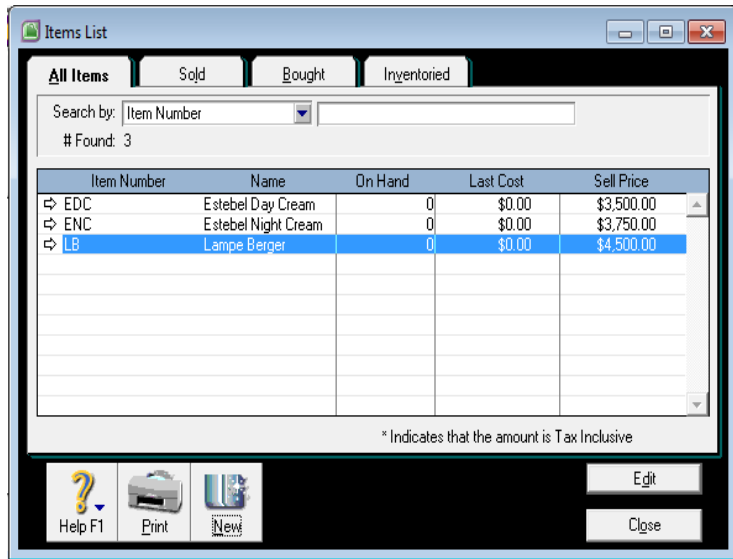 Items List
All Items Sold Bought Inventoried
Search by: Item Number
# Found: 3
Item Number Name On Hand Last Cost Sell Price
EDC Estebel Day Cream 0 $0.00 $3,500.00
ENC Estebel Night Cream 0 $0.00 $3,750.00
LB Lampe Berger 0 $0.00 $4,500.00
* Indicates that the amount is Tax Inclusive
Help F1 Print New
Edit
Close